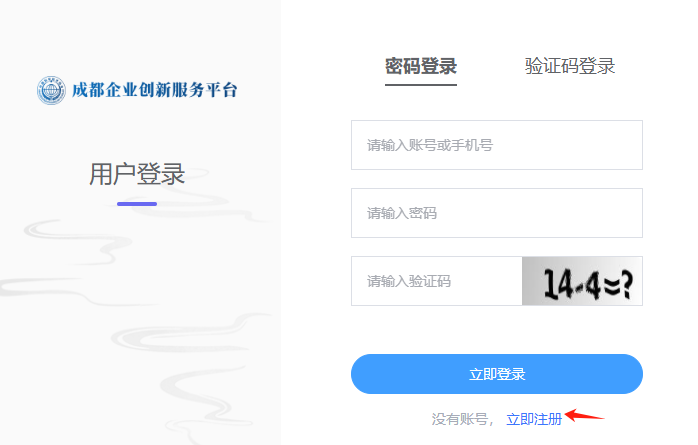 成都企业创新服务平台
用户登录
密码登录 验证码登录
请输入账号或手机号
请输入密码
请输入验证码 14-4=?
立即登录
没有账号， 立即注册